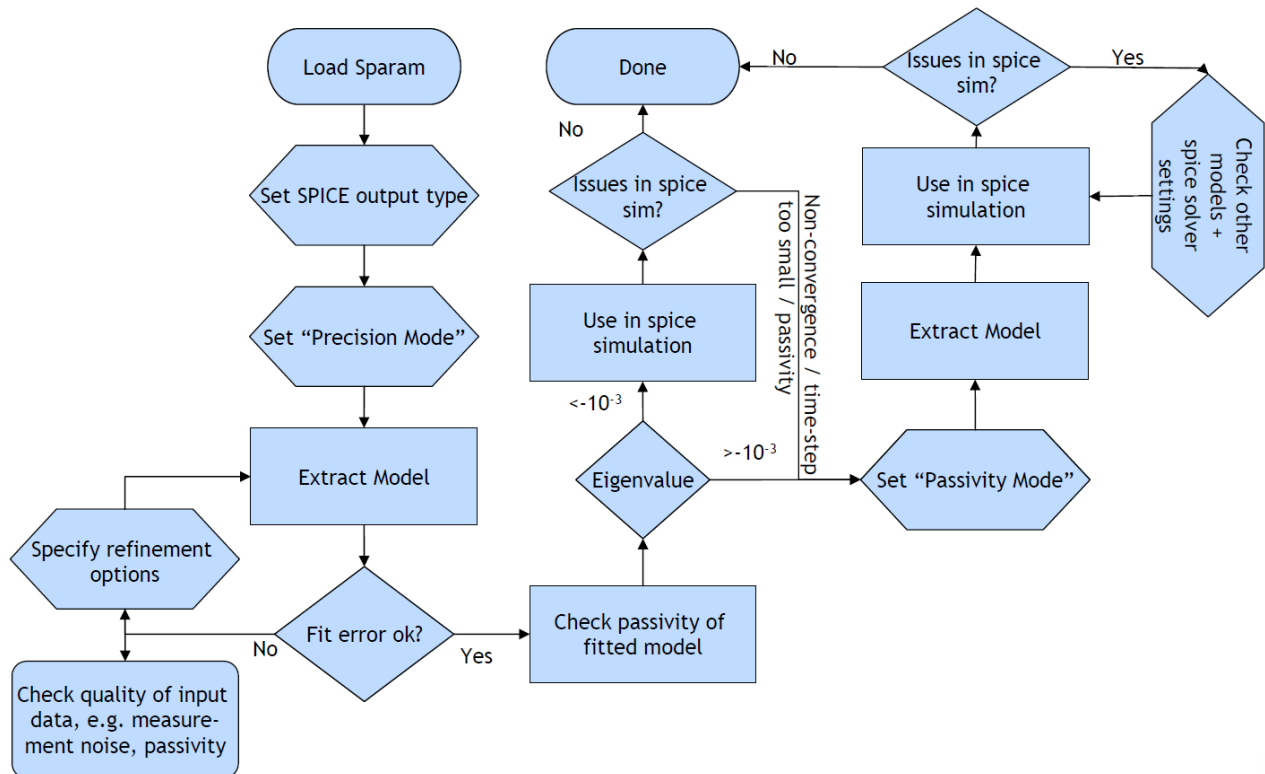 Load Sparam
Set SPICE output type
Set “Precision Mode”
Extract Model
Specify refinement
options
Fit error ok?
No
Yes
Check quality of input
data, e.g. measure-
ment noise, passivity
Check passivity of
fitted model
Eigenvalue
<-10⁻³
>-10⁻³
Use in spice
simulation
Issues in spice
sim?
No
Done
Non-convergence / time-step
too small / passivity
Set “Passivity Mode”
Extract Model
Use in spice
simulation
Issues in spice
sim?
No
Yes
Check other
models +
spice solver
settings